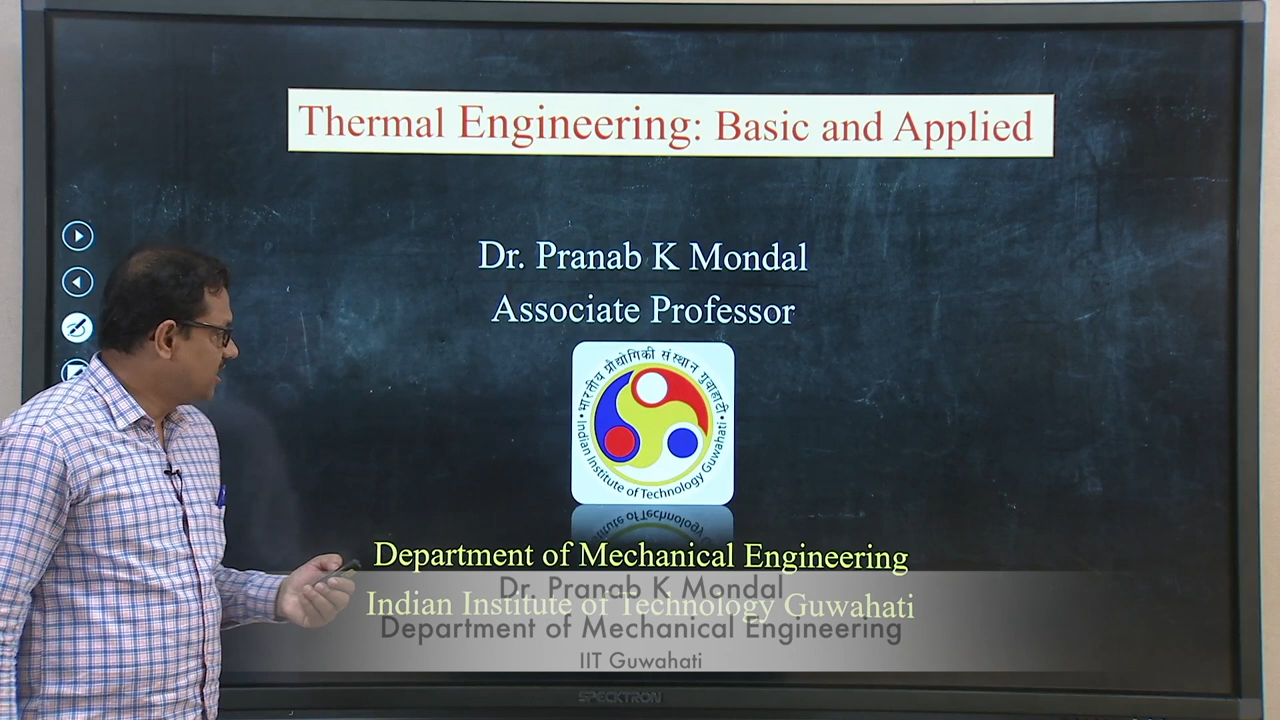 Thermal Engineering: Basic and Applied
Dr. Pranab K Mondal
Associate Professor
भारतीय प्रौद्योगिकी संस्थान गुवाहाटी
Indian Institute of Technology Guwahati
Department of Mechanical Engineering
Indian Institute of Technology Guwahati
Dr. Pranab K Mondal
Department of Mechanical Engineering
IIT Guwahati
SPECKTRON